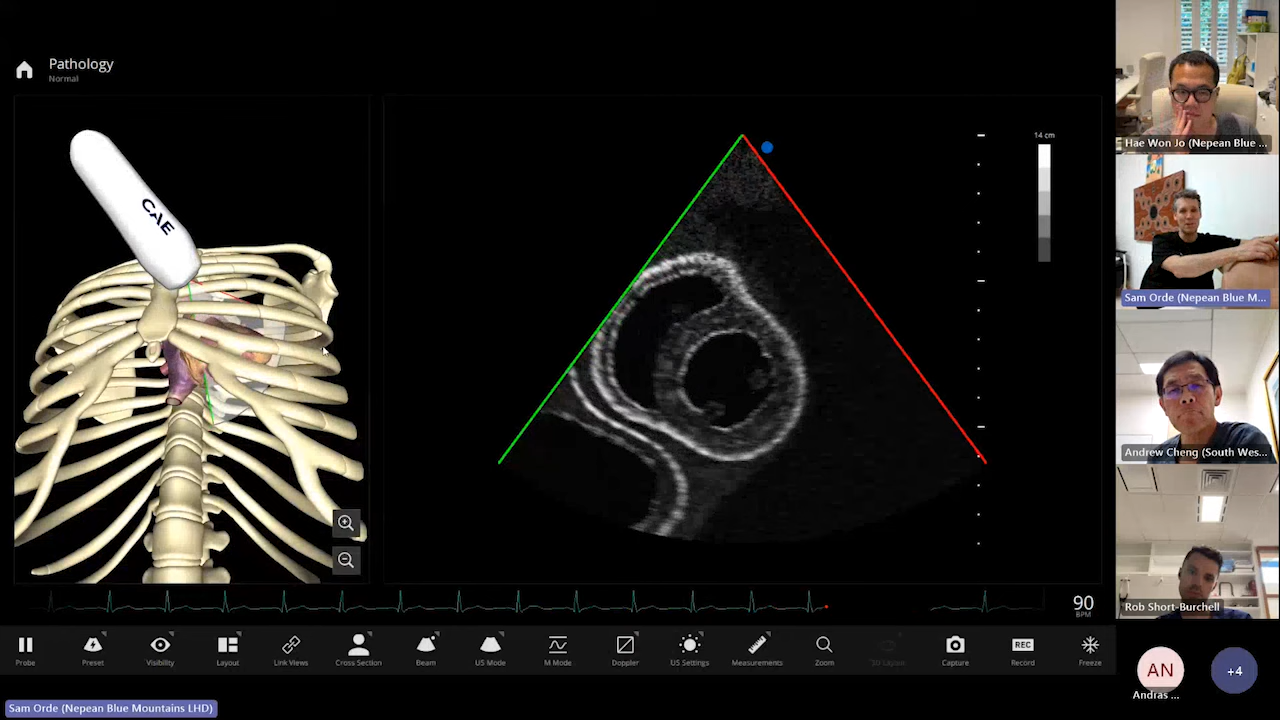 Pathology
Normal
CAE
14 cm
90
BPM
Probe
Preset
Visibility
Layout
Link Views
Cross Section
Beam
US Mode
M Mode
Doppler
US Settings
Measurements
Zoom
Capture
REC
Record
Freeze
Sam Orde (Nepean Blue Mountains LHD)
Hae Won Jo (Nepean Blue ...
Sam Orde (Nepean Blue M...
Andrew Cheng (South Wes...
Rob Short-Burchell
AN
Andras ...
+4